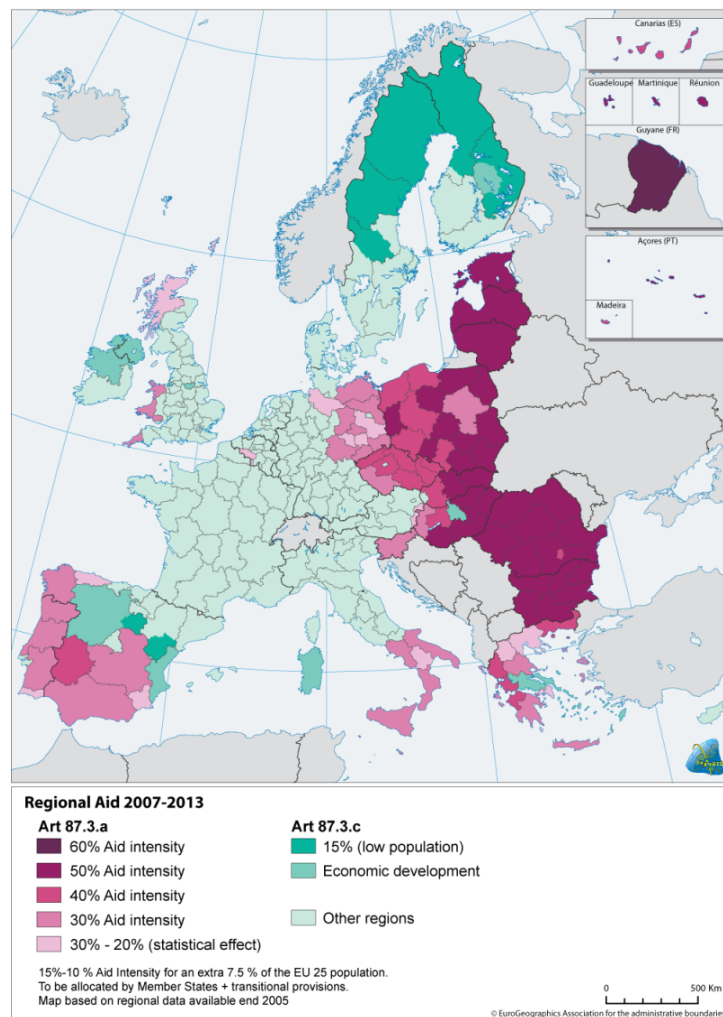 Canarias (ES)
Guadeloupe Martinique Réunion
Guyane (FR)
Açores (PT)
Madeira
Regional Aid 2007-2013
Art 87.3.a
60% Aid intensity
50% Aid intensity
40% Aid intensity
30% Aid intensity
30% - 20% (statistical effect)
Art 87.3.c
15% (low population)
Economic development
Other regions
15%-10 % Aid Intensity for an extra 7.5 % of the EU 25 population.
To be allocated by Member States + transitional provisions.
Map based on regional data available end 2005
0 500 Km
© EuroGeographics Association for the administrative boundaries